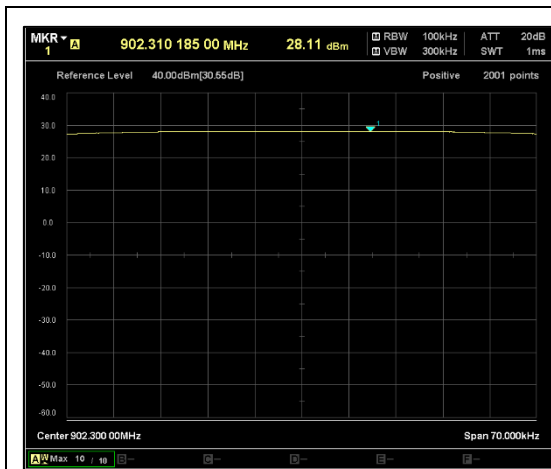 MKR A 902.310 185 00 MHz 28.11 dBm RBW 100kHz ATT 20dB
1 VBW 300kHz SWT 1ms
Reference Level 40.00dBm[30.55dB] Positive 2001 points
40.0
30.0
1
20.0
10.0
0.0
-10.0
-20.0
-30.0
-40.0
-50.0
-60.0
Center 902.300 00MHz Span 70.000kHz
A Max 10 / 10 B- C- D- E- F-